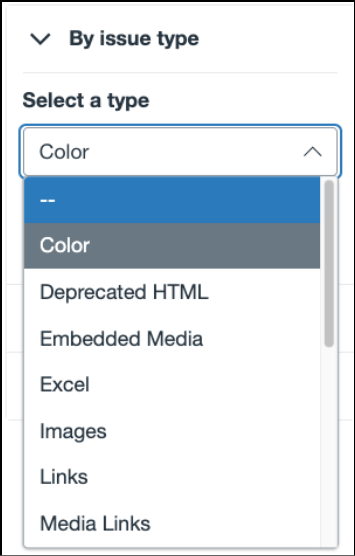 By issue type
Select a type
Color
--
Color
Deprecated HTML
Embedded Media
Excel
Images
Links
Media Links